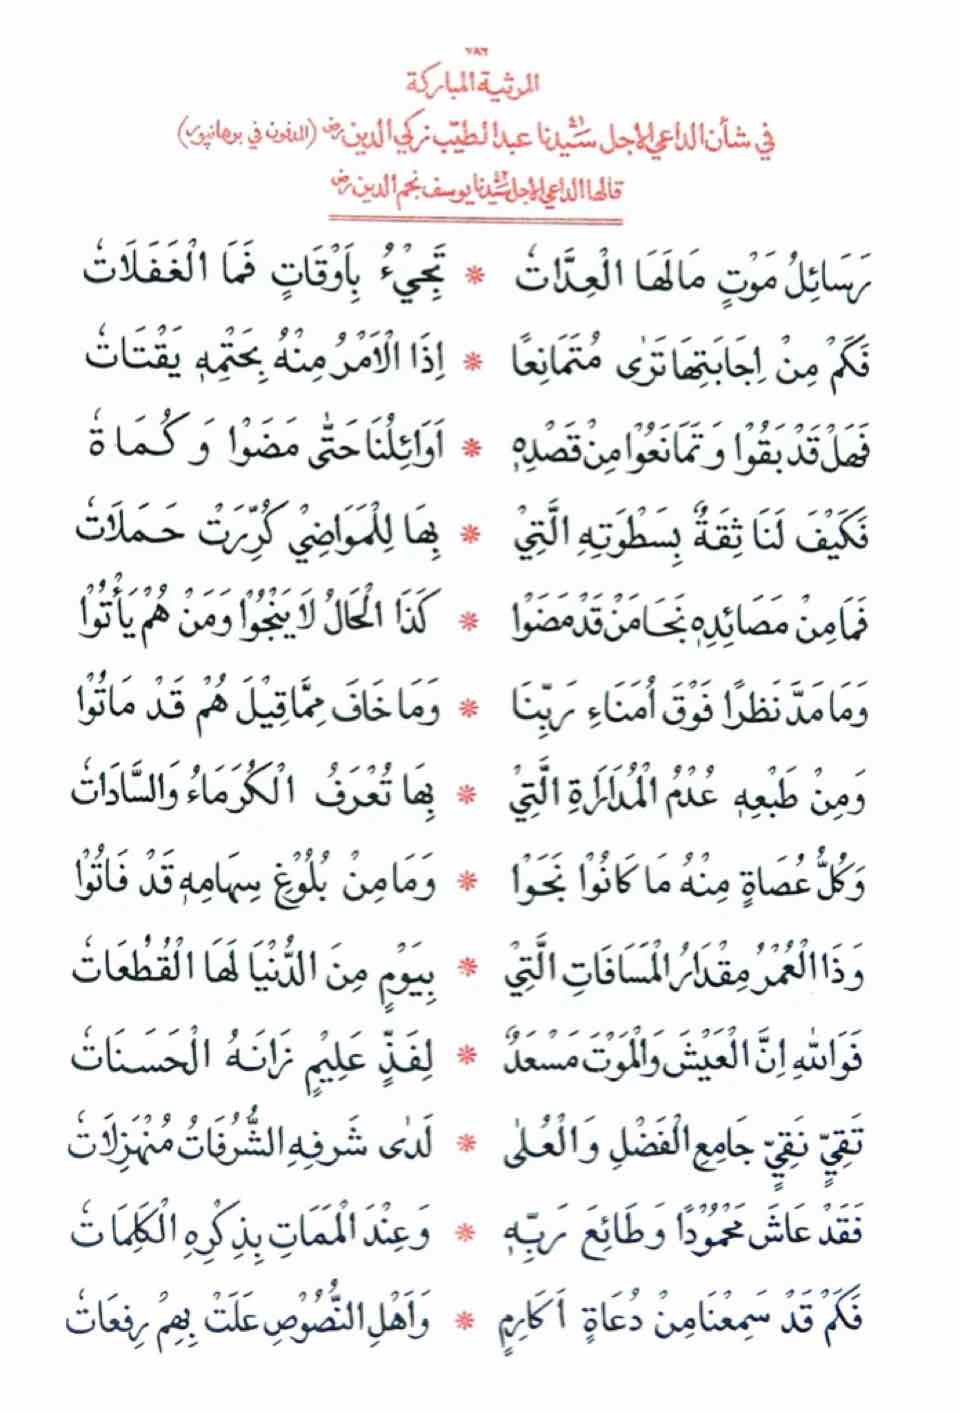 ٧٨٦
المرثية المباركة
في شأن الداعي الاجل سيدنا عبد الطيب زكي الدين رض (المدفون في برهانپور)
قالها الداعي الاجل سيدنا يوسف نجم الدين رض
رَسَائِلُ مَوْتٍ مَا لَهَا الْعِدَّاتُ * تَجِيْءُ بِاَوْقَاتٍ فَمَا الْغَفَلَاتُ
فَكَمْ مِنْ اِجَابَتِهَا تَرٰى مُتَمَانِعًا * اِذَا الْاَمْرُ مِنْهُ بِحَتْمِهٖ يَقْتَاتُ
فَهَلْ قَدْ بَقُوْا وَتَمَانَعُوْا مِنْ قَصْدِهٖ * اَوَائِلُنَا حَتّٰى مَضَوْا وَكُمَاةُ
فَكَيْفَ لَنَا ثِقَةٌ بِسَطْوَتِهِ الَّتِيْ * بِهَا لِلْمَوَاضِيْ كُرِّرَتْ حَمَلَاتُ
فَمَا مِنْ مَصَائِدِهٖ نَجَا مَنْ قَدْ مَضَوْا * كَذَا الْحَالُ لَا يَنْجُوْا وَمَنْ هُمْ يَأْتُوْا
وَمَا مَدَّ نَظَرًا فَوْقَ اُمَنَاءِ رَبِّنَا * وَمَا خَافَ مِمَّا قِيْلَ هُمْ قَدْ مَاتُوْا
وَمِنْ طَبْعِهٖ عُدْمُ الْمُدَارَاةِ الَّتِيْ * بِهَا تُعْرَفُ الْكُرَمَاءُ وَالسَّادَاتُ
وَكُلُّ عُصَاةٍ مِنْهُ مَا كَانُوْا نَجَوْا * وَمَا مِنْ بُلُوْغِ سِهَامِهٖ قَدْ فَاتُوْا
وَذَا الْعُمْرُ مِقْدَارُ الْمَسَافَاتِ الَّتِيْ * بِيَوْمٍ مِنَ الدُّنْيَا لَهَا الْقُطُعَاتُ
فَوَاللهِ اِنَّ الْعَيْشَ وَالْمَوْتَ مَسْعَدٌ * لِفَذٍّ عَلِيْمٍ زَانَهُ الْحَسَنَاتُ
تَقِيٍّ نَقِيٍّ جَامِعِ الْفَضْلِ وَالْعُلٰى * لَدٰى شَرَفِهِ الشُّرُفَاتُ مُنْهَزِلَاتُ
فَقَدْ عَاشَ مَحْمُوْدًا وَطَائِعَ رَبِّهٖ * وَعِنْدَ الْمَمَاتِ بِذِكْرِهِ الْكَلِمَاتُ
فَكَمْ قَدْ سَمِعْنَا مِنْ دُعَاةٍ اَكَارِمٍ * وَاَهْلِ النُّصُوْصِ عَلَتْ بِهِمْ رِفَعَاتُ